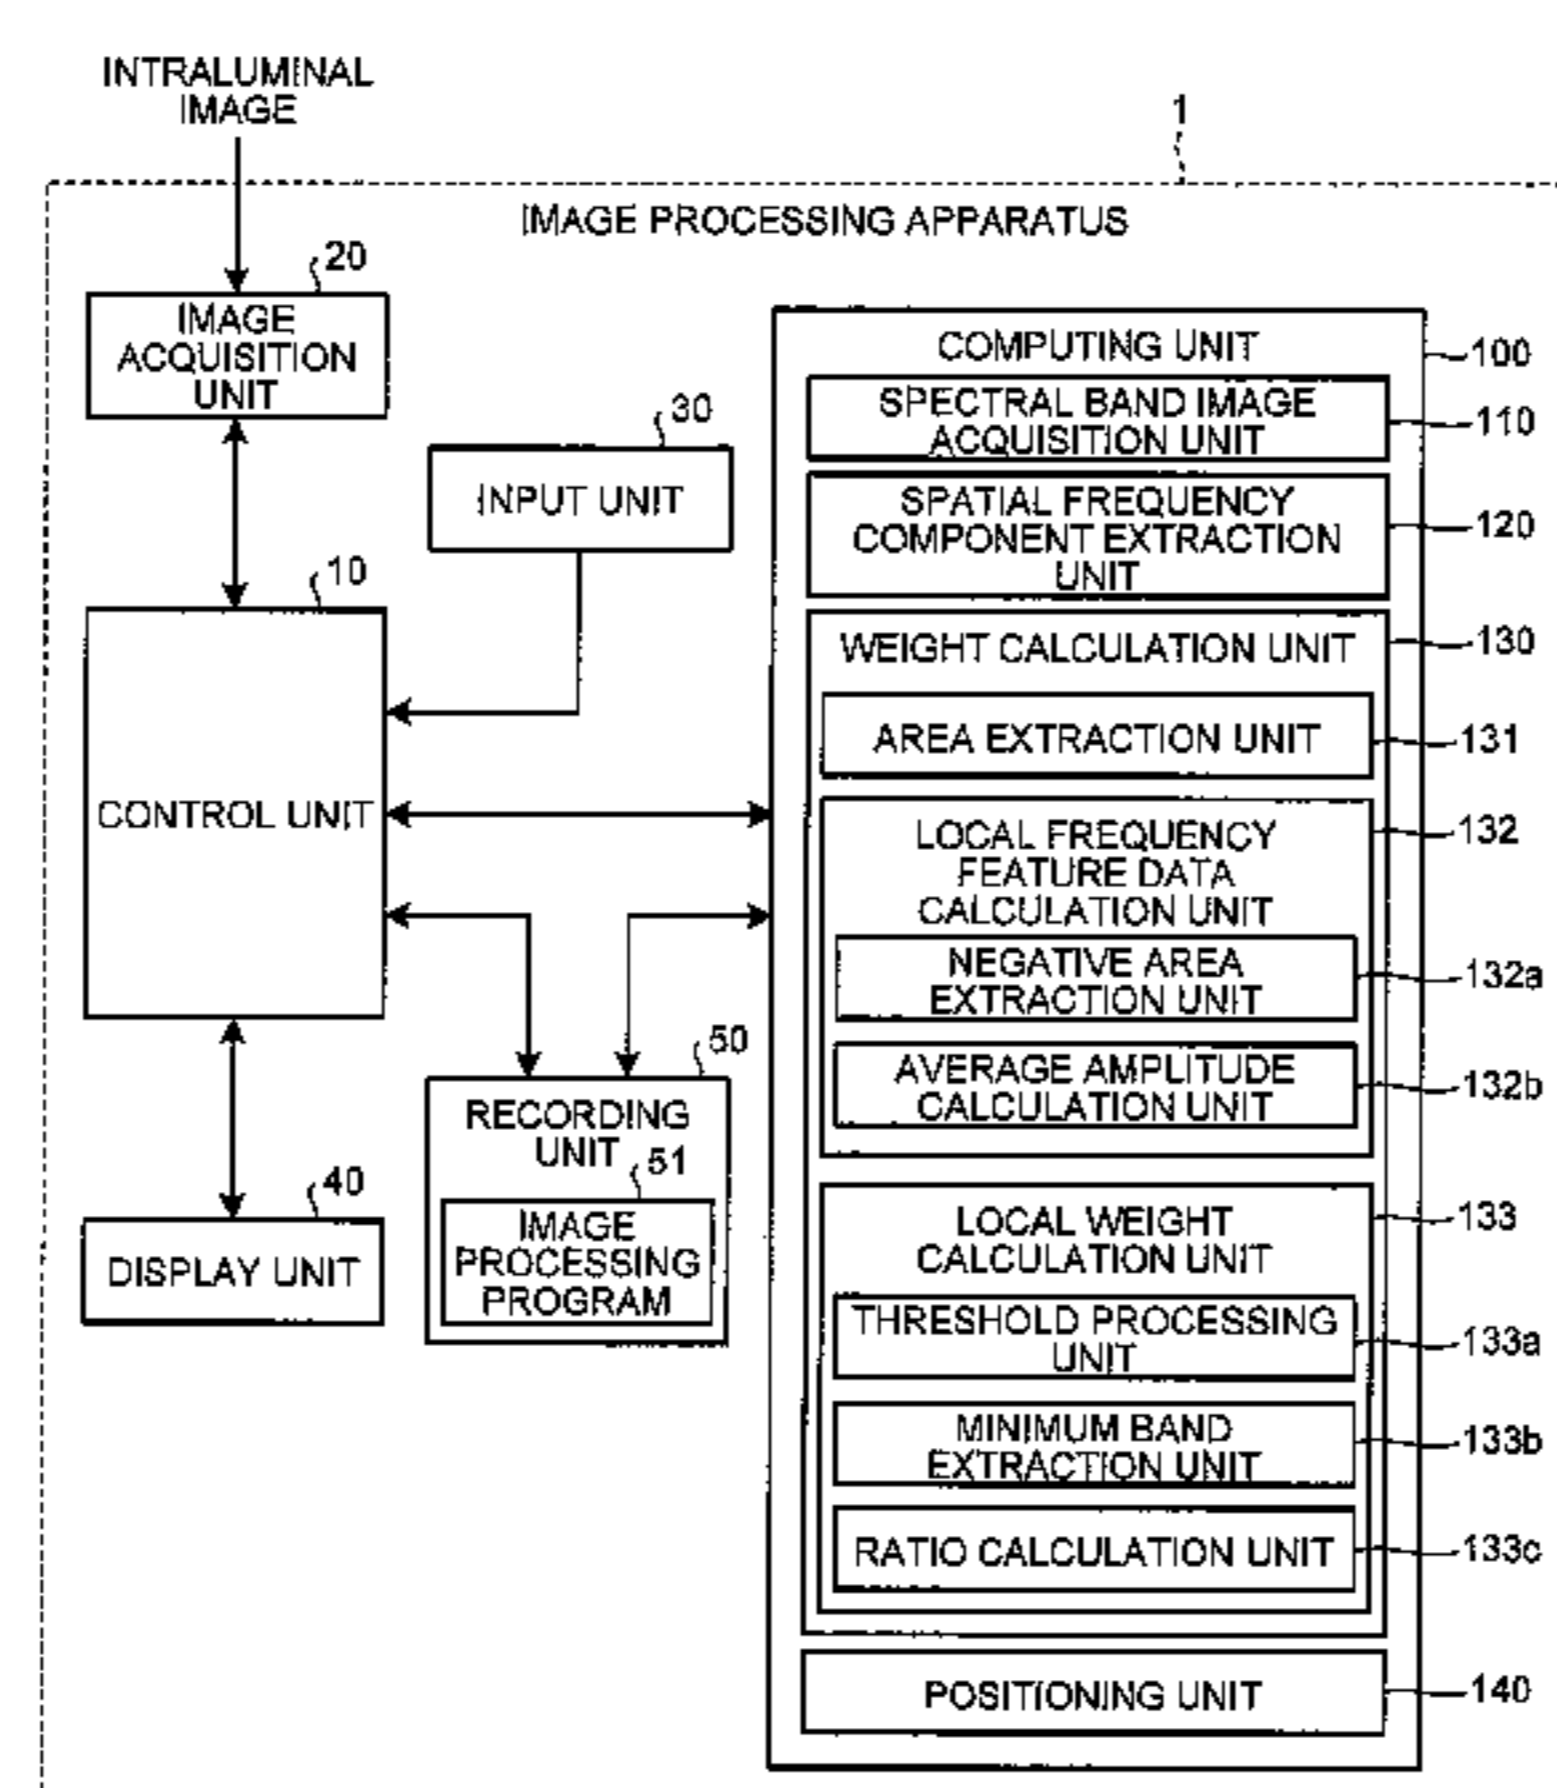 INTRALUMINAL
IMAGE
1
IMAGE PROCESSING APPARATUS
20
IMAGE
ACQUISITION
UNIT
30
INPUT UNIT
10
CONTROL UNIT
50
RECORDING
UNIT
51
IMAGE
PROCESSING
PROGRAM
40
DISPLAY UNIT
COMPUTING UNIT
100
SPECTRAL BAND IMAGE
ACQUISITION UNIT
110
SPATIAL FREQUENCY
COMPONENT EXTRACTION
UNIT
120
WEIGHT CALCULATION UNIT
130
AREA EXTRACTION UNIT
131
LOCAL FREQUENCY
FEATURE DATA
CALCULATION UNIT
132
NEGATIVE AREA
EXTRACTION UNIT
132a
AVERAGE AMPLITUDE
CALCULATION UNIT
132b
LOCAL WEIGHT
CALCULATION UNIT
133
THRESHOLD PROCESSING
UNIT
133a
MINIMUM BAND
EXTRACTION UNIT
133b
RATIO CALCULATION UNIT
133c
POSITIONING UNIT
140